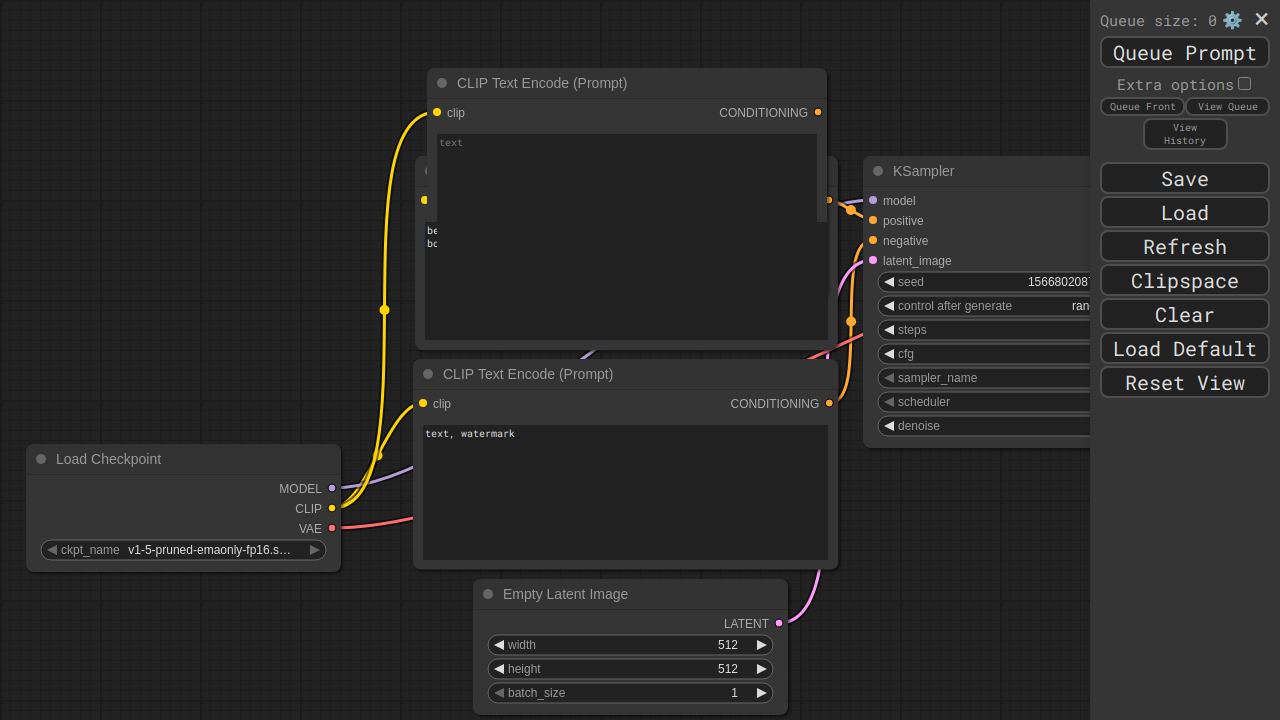 CLIP Text Encode (Prompt)
clip
CONDITIONING
text
be
bo
KSampler
model
positive
negative
latent_image
seed
1566802087
control after generate
steps
cfg
sampler_name
scheduler
denoise
CLIP Text Encode (Prompt)
clip
CONDITIONING
text, watermark
Load Checkpoint
MODEL
CLIP
VAE
ckpt_name v1-5-pruned-emaonly-fp16.s…
Empty Latent Image
LATENT
width 512
height 512
batch_size 1
Queue size: 0
Queue Prompt
Extra options
Queue Front
View Queue
View
History
Save
Load
Refresh
Clipspace
Clear
Load Default
Reset View